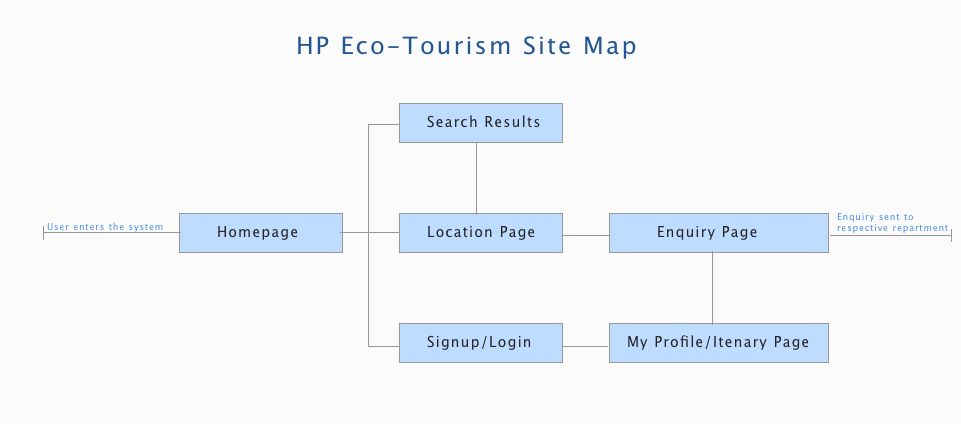 HP Eco-Tourism Site Map
Search Results
User enters the system
Homepage
Location Page
Enquiry Page
Enquiry sent to
respective repartment
Signup/Login
My Profile/Itenary Page